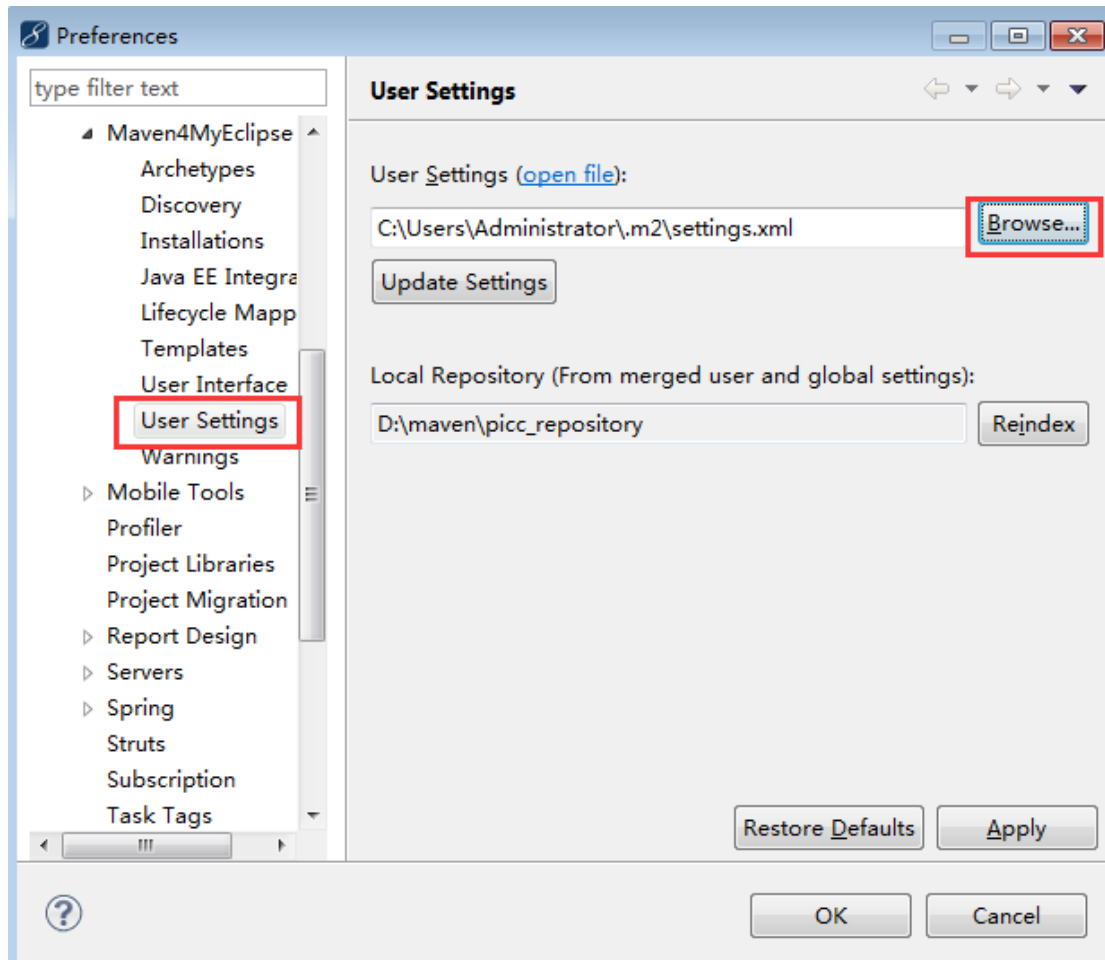 Preferences
type filter text
Maven4MyEclipse
Archetypes
Discovery
Installations
Java EE Integra
Lifecycle Mapp
Templates
User Interface
User Settings
Warnings
Mobile Tools
Profiler
Project Libraries
Project Migration
Report Design
Servers
Spring
Struts
Subscription
Task Tags
User Settings
User Settings (open file):
C:\Users\Administrator\.m2\settings.xml
Browse...
Update Settings
Local Repository (From merged user and global settings):
D:\maven\picc_repository
Reindex
Restore Defaults
Apply
?
OK
Cancel